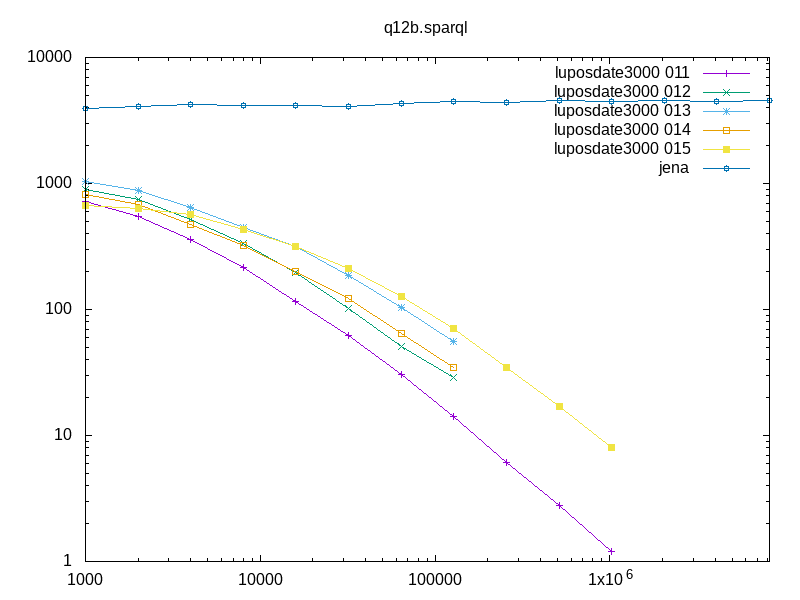 q12b.sparql
10000
1000
100
10
1
luposdate3000 011
luposdate3000 012
luposdate3000 013
luposdate3000 014
luposdate3000 015
jena
1000 10000 100000 1x10^6